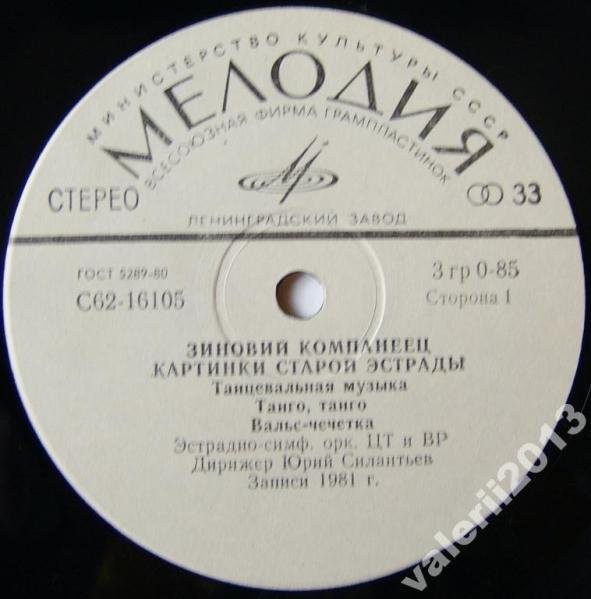 МИНИСТЕРСТВО КУЛЬТУРЫ СССР
МЕЛОДИЯ
ВСЕСОЮЗНАЯ ФИРМА ГРАМПЛАСТИНОК
СТЕРЕО
33
ЛЕНИНГРАДСКИЙ ЗАВОД
ГОСТ 5289-80
3 гр 0-85
С62-16105
Сторона 1
ЗИНОВИЙ КОМПАНЕЕЦ
КАРТИНКИ СТАРОЙ ЭСТРАДЫ
Танцевальная музыка
Танго, танго
Вальс-чечетка
Эстрадно-симф. орк. ЦТ и ВР
Дирижер Юрий Силантьев
Записи 1981 г.
valerii2013